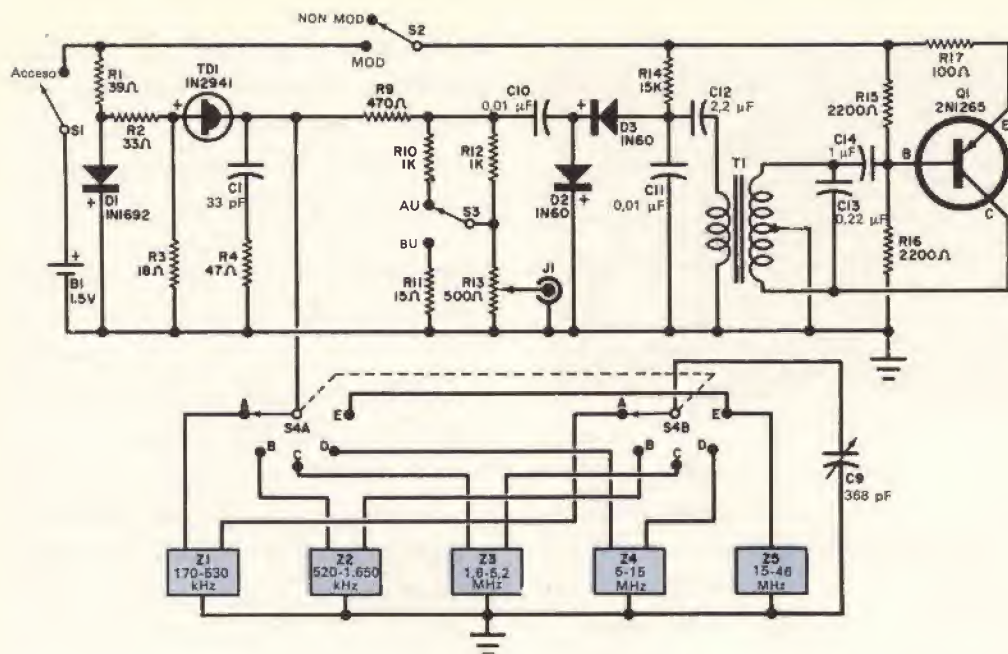 NON MOD
S2
MOD
Acceso
S1
R1
39Ω
R2
33Ω
TD1
1N2941
+
D1
1N1692
+
B1
1.5V
+
R3
18Ω
C1
33 pF
R4
47Ω
R9
470Ω
R10
1K
R12
1K
AU
S3
BU
R11
15Ω
R13
500Ω
J1
C10
0,01 µF
+
D3
1N60
D2
1N60
+
R14
15K
C11
0,01 µF
C12
2,2 µF
T1
R15
2200Ω
C14
1 µF
C13
0,22 µF
R16
2200Ω
R17
100Ω
Q1
2N1265
E
B
C
A
S4A
E
B
C
D
A
S4B
E
B
C
D
C9
368 pF
Z1
170-530
kHz
Z2
520-1.650
kHz
Z3
1,6-5,2
MHz
Z4
5-15
MHz
Z5
15-46
MHz